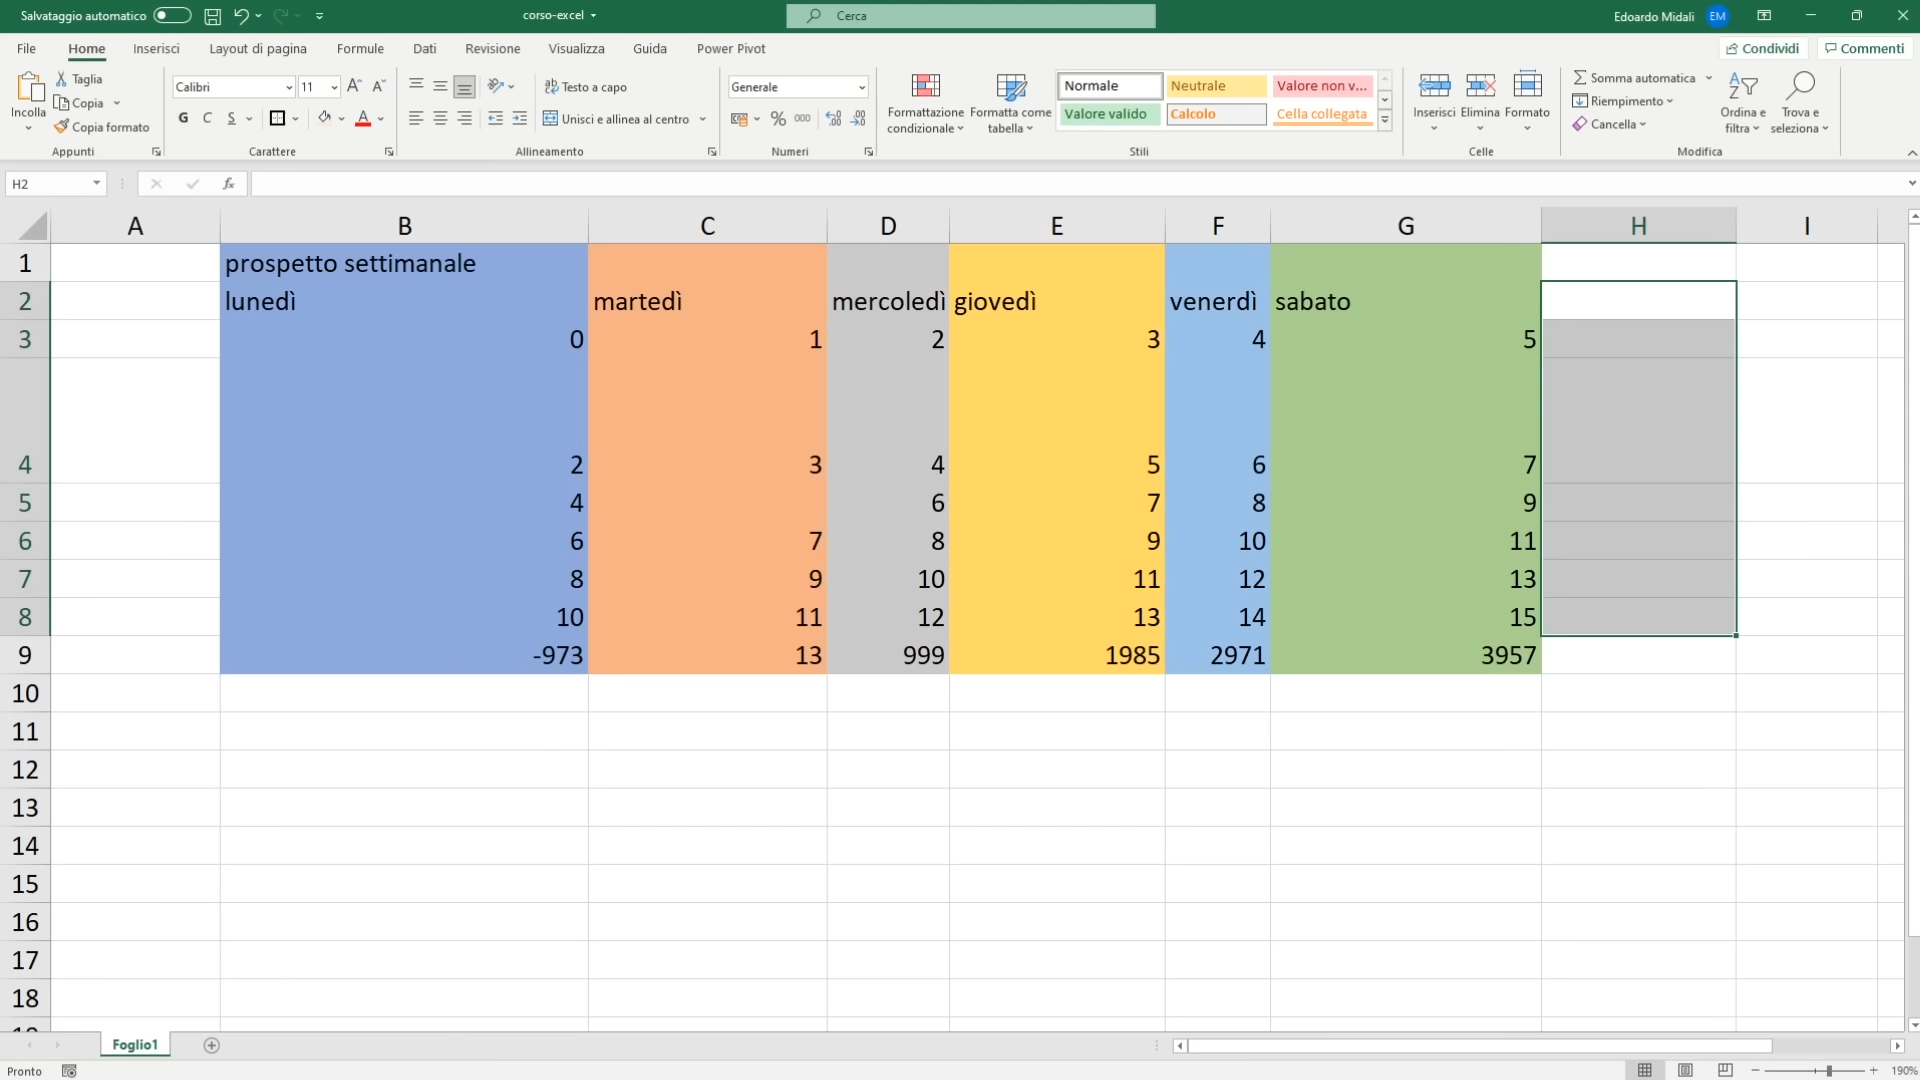 Salvataggio automatico
corso-excel
Cerca
Edoardo Midali EM
File Home Inserisci Layout di pagina Formule Dati Revisione Visualizza Guida Power Pivot Condividi Commenti
Incolla
Taglia
Copia
Copia formato
Appunti
Calibri 11
G C S
Carattere
Testo a capo
Unisci e allinea al centro
Allineamento
Generale
% 000
Numeri
Formattazione condizionale
Formatta come tabella
Normale Neutrale Valore non v...
Valore valido Calcolo Cella collegata
Stili
Inserisci Elimina Formato
Celle
Somma automatica
Riempimento
Cancella
Ordina e filtra
Trova e seleziona
Modifica
H2 fx
A B C D E F G H I
1 prospetto settimanale
2 lunedì martedì mercoledì giovedì venerdì sabato
3 0 1 2 3 4 5
4 2 3 4 5 6 7
5 4 6 7 8 9
6 6 7 8 9 10 11
7 8 9 10 11 12 13
8 10 11 12 13 14 15
9 -973 13 999 1985 2971 3957
10
11
12
13
14
15
16
17
18
Foglio1
Pronto 190%